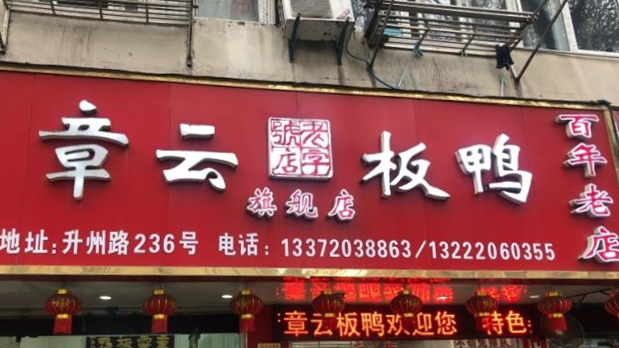 章云板鸭
老字號店
旗舰店
百年老店
地址:升州路236号 电话:13372038863/13222060355
章云板鸭欢迎您 特色